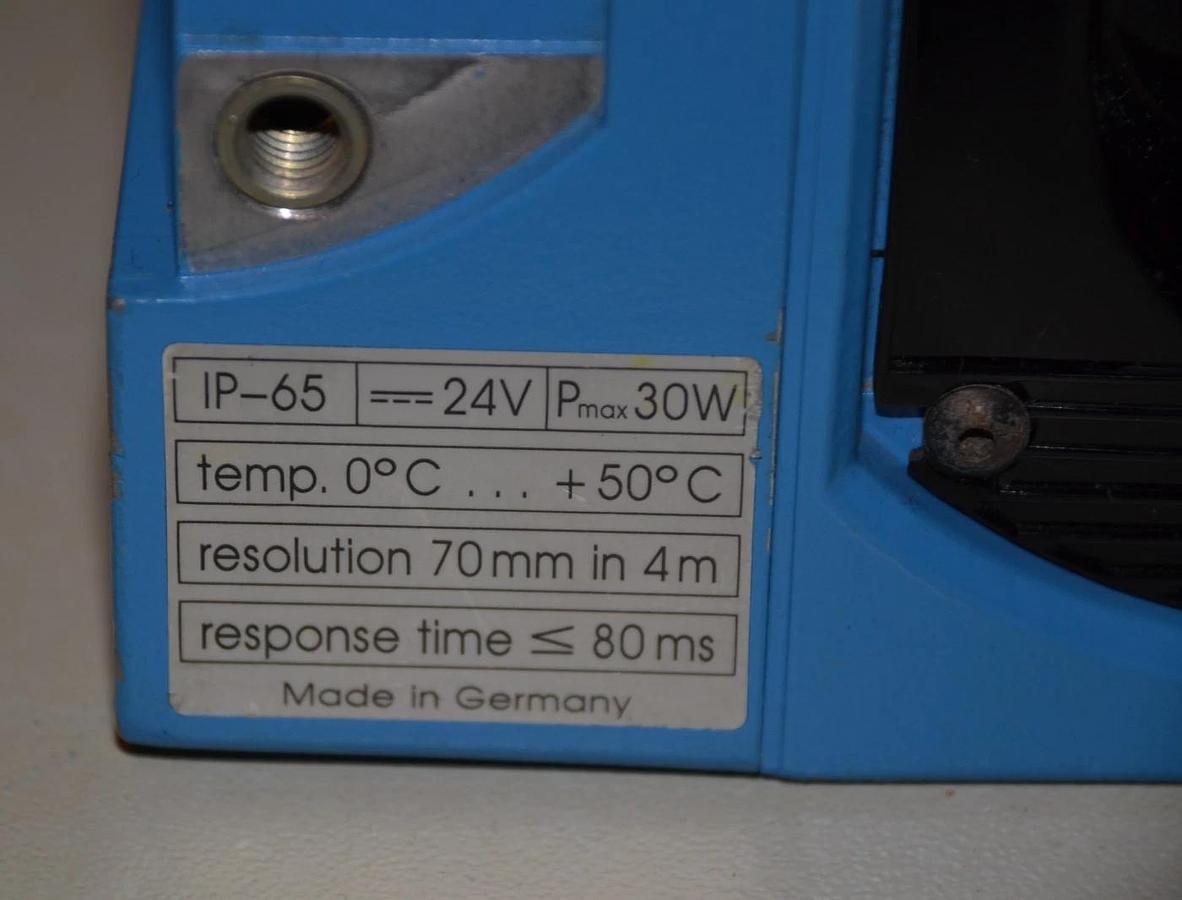 IP-65 ⎓ 24V Pmax 30W
temp. 0°C ... +50°C
resolution 70mm in 4m
response time ≤ 80ms
Made in Germany